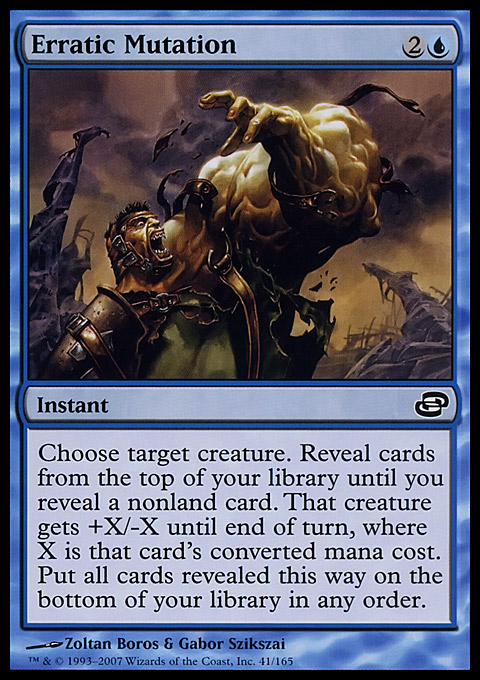 Erratic Mutation 2
Instant
Choose target creature. Reveal cards
from the top of your library until you
reveal a nonland card. That creature
gets +X/-X until end of turn, where
X is that card's converted mana cost.
Put all cards revealed this way on the
bottom of your library in any order.
Zoltan Boros & Gabor Szikszai
™ & © 1993–2007 Wizards of the Coast, Inc. 41/165